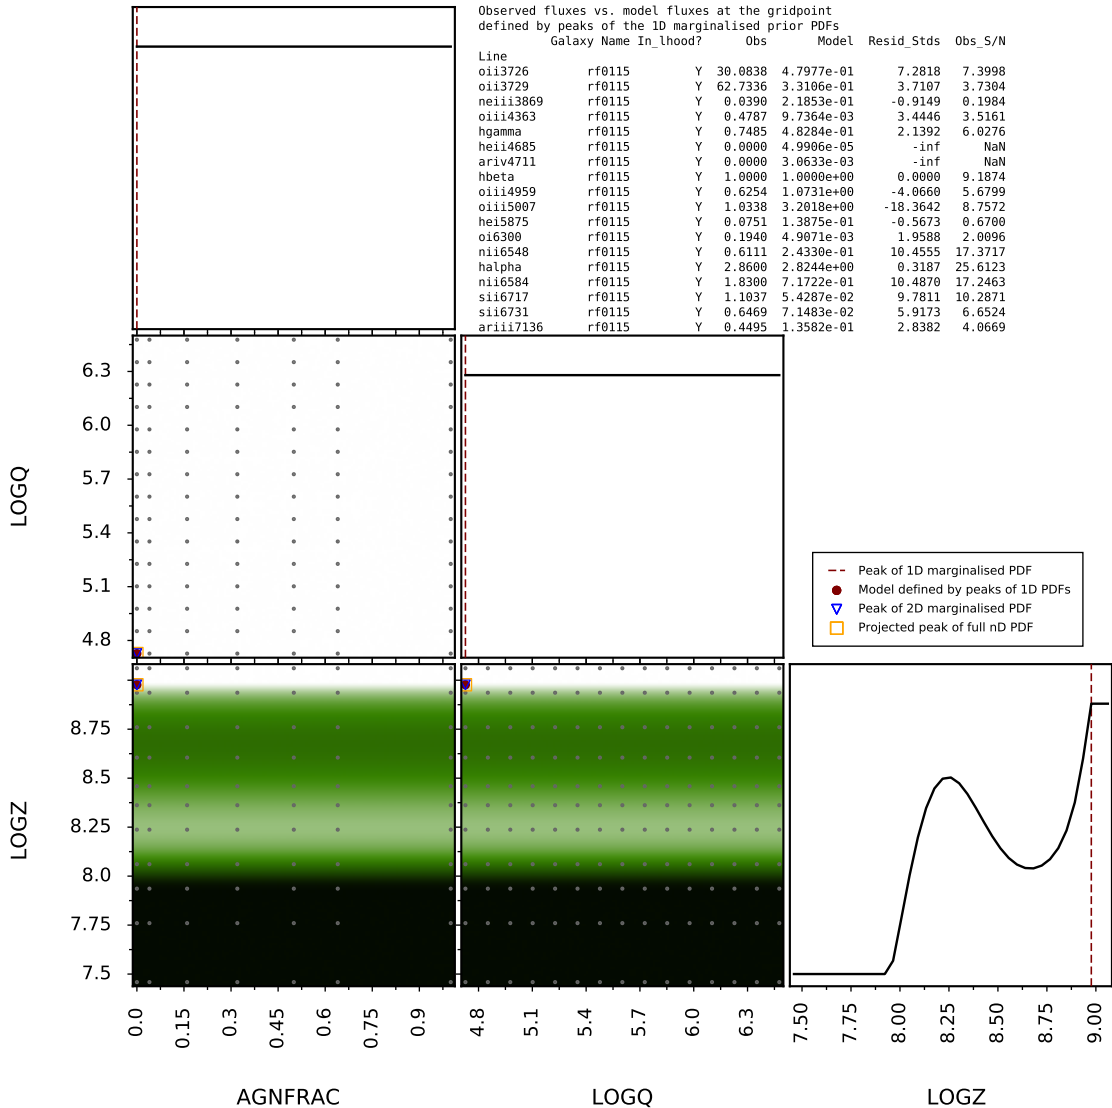 Observed fluxes vs. model fluxes at the gridpoint
defined by peaks of the 1D marginalised prior PDFs
Galaxy Name In_lhood? Obs Model Resid_Stds Obs_S/N
Line
oii3726 rf0115 Y 30.0838 4.7977e-01 7.2818 7.3998
oii3729 rf0115 Y 62.7336 3.3106e-01 3.7107 3.7304
neiii3869 rf0115 Y 0.0390 2.1853e-01 -0.9149 0.1984
oiii4363 rf0115 Y 0.4787 9.7364e-03 3.4446 3.5161
hgamma rf0115 Y 0.7485 4.8284e-01 2.1392 6.0276
heii4685 rf0115 Y 0.0000 4.9906e-05 -inf NaN
ariv4711 rf0115 Y 0.0000 3.0633e-03 -inf NaN
hbeta rf0115 Y 1.0000 1.0000e+00 0.0000 9.1874
oiii4959 rf0115 Y 0.6254 1.0731e+00 -4.0660 5.6799
oiii5007 rf0115 Y 1.0338 3.2018e+00 -18.3642 8.7572
hei5875 rf0115 Y 0.0751 1.3875e-01 -0.5673 0.6700
oi6300 rf0115 Y 0.1940 4.9071e-03 1.9588 2.0096
nii6548 rf0115 Y 0.6111 2.4330e-01 10.4555 17.3717
halpha rf0115 Y 2.8600 2.8244e+00 0.3187 25.6123
nii6584 rf0115 Y 1.8300 7.1722e-01 10.4870 17.2463
sii6717 rf0115 Y 1.1037 5.4287e-02 9.7811 10.2871
sii6731 rf0115 Y 0.6469 7.1483e-02 5.9173 6.6524
ariii7136 rf0115 Y 0.4495 1.3582e-01 2.8382 4.0669
6.3
6.0
5.7
5.4
5.1
4.8
LOGQ
Peak of 1D marginalised PDF
Model defined by peaks of 1D PDFs
Peak of 2D marginalised PDF
Projected peak of full nD PDF
8.75
8.5
8.25
8.0
7.75
7.5
LOGZ
0.0 0.15 0.3 0.45 0.6 0.75 0.9
4.8 5.1 5.4 5.7 6.0 6.3
7.50 7.75 8.00 8.25 8.50 8.75 9.00
AGNFRAC LOGQ LOGZ